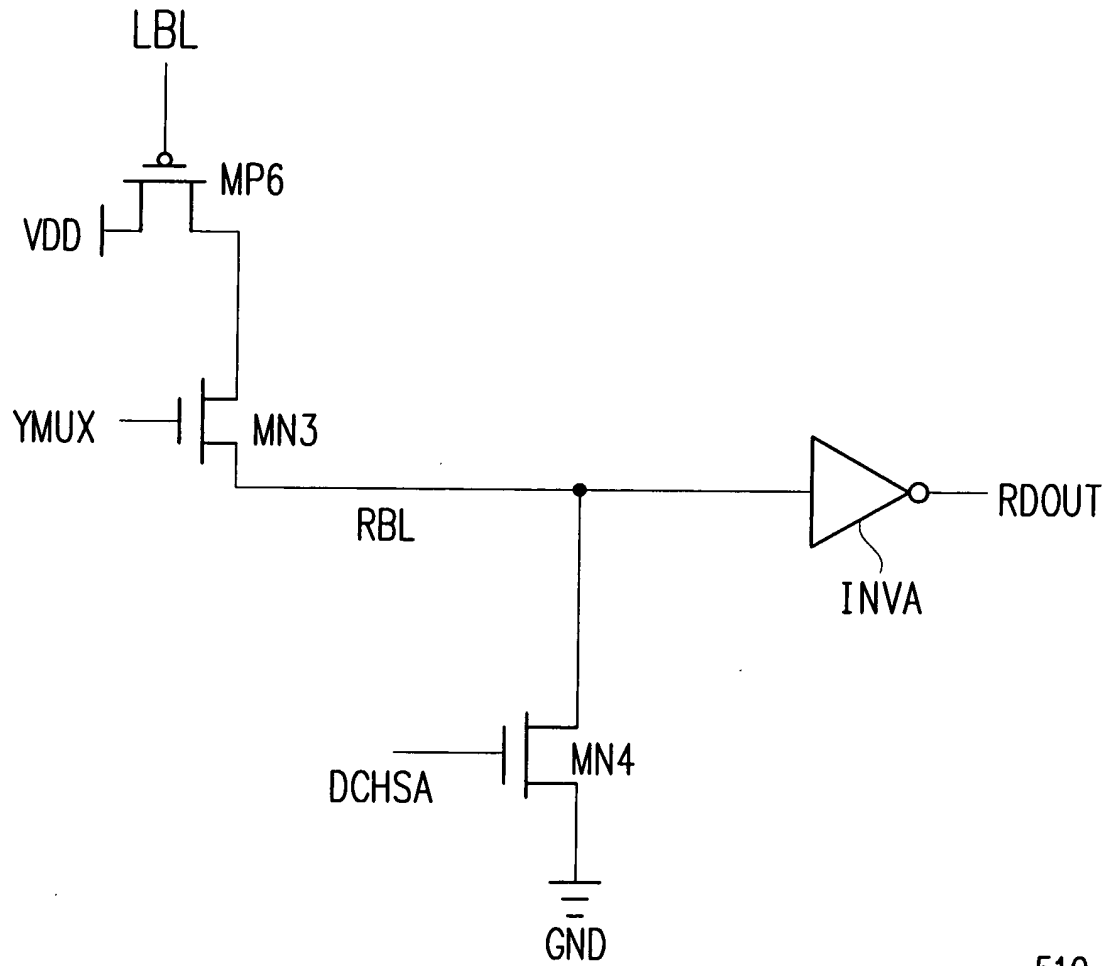 LBL
MP6
VDD
YMUX
MN3
RBL
RDOUT
INVA
MN4
DCHSA
GND